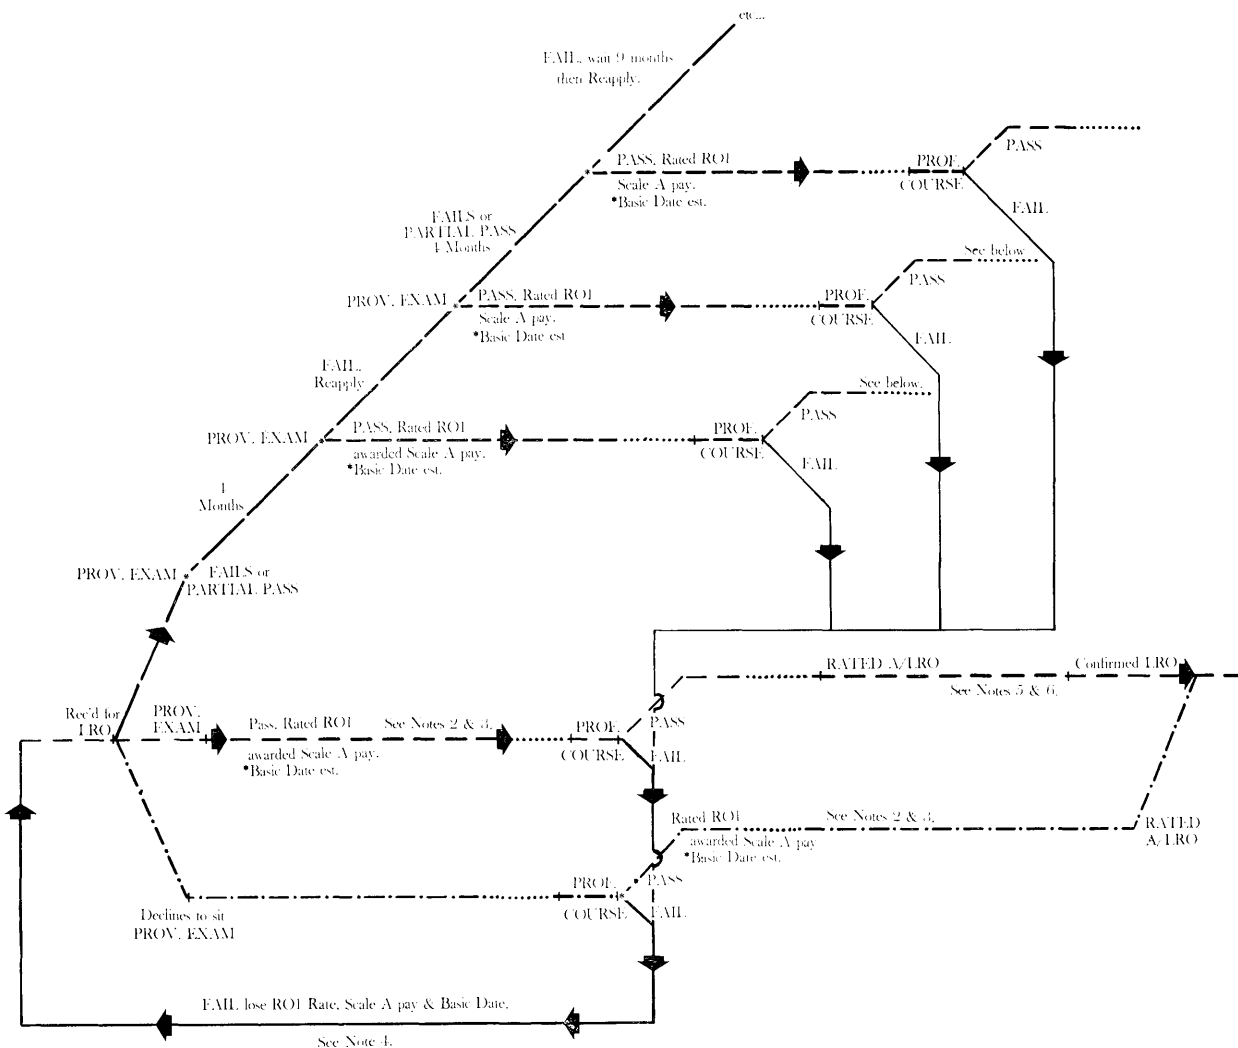 etc...
FAIL, wait 9 months
then Reapply.
PASS
PASS, Rated RO1
PROF.
Scale A pay.
COURSE
*Basic Date est.
FAIL
FAILS or
PARTIAL PASS
4 Months
See below
PASS
PROV. EXAM
PASS, Rated RO1
PROF.
Scale A pay.
COURSE
*Basic Date est
FAIL
FAIL.
Reapply
See below.
PASS
PROV. EXAM
PASS, Rated RO1
PROF.
awarded Scale A pay.
COURSE
*Basic Date est.
FAIL
4
Months
PROV. EXAM
FAILS or
PARTIAL PASS
RATED A/LRO
Confirmed LRO
See Notes 5 & 6.
Rec'd for
LRO
PROV.
EXAM
Pass, Rated RO1
See Notes 2 & 3.
PROF.
PASS
awarded Scale A pay.
COURSE
FAIL
*Basic Date est.
Rated RO1
See Notes 2 & 3.
awarded Scale A pay
*Basic Date est.
RATED
A/LRO
PROF.
PASS
COURSE
FAIL
Declines to sit
PROV. EXAM
FAIL lose RO1 Rate, Scale A pay & Basic Date.
See Note 4.